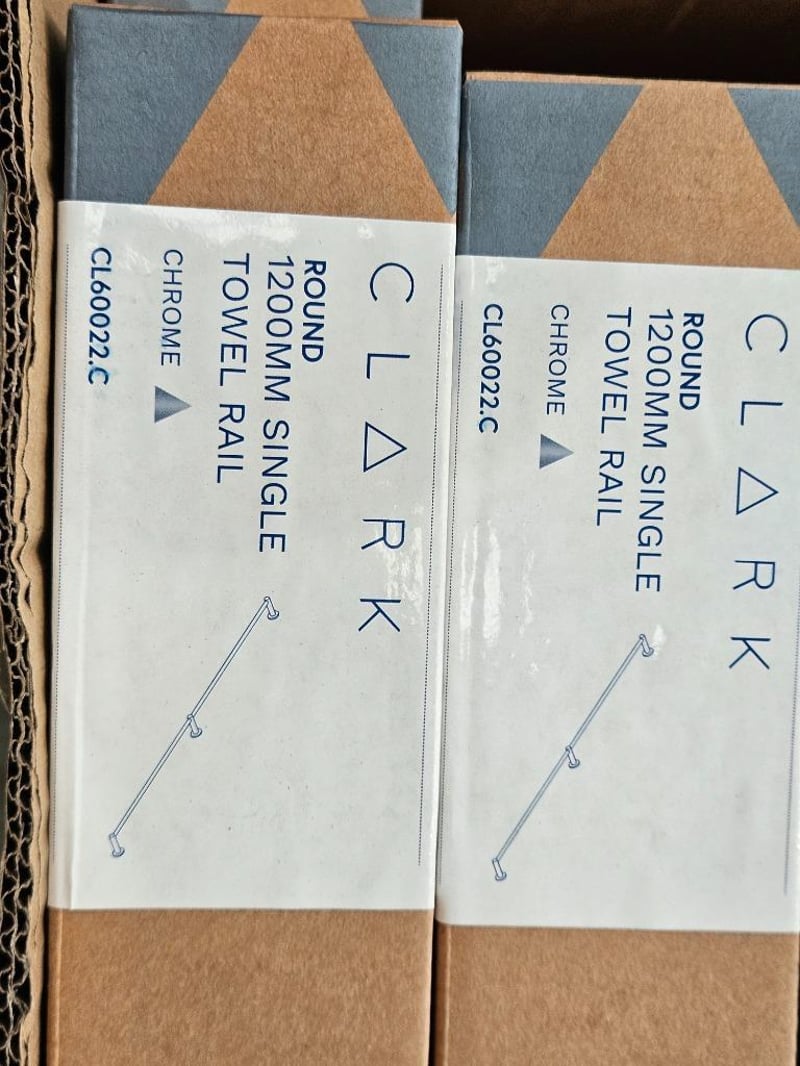 CLARK
ROUND
1200MM SINGLE
TOWEL RAIL
CHROME
CL60022.C
CLARK
ROUND
1200MM SINGLE
TOWEL RAIL
CHROME
CL60022.C